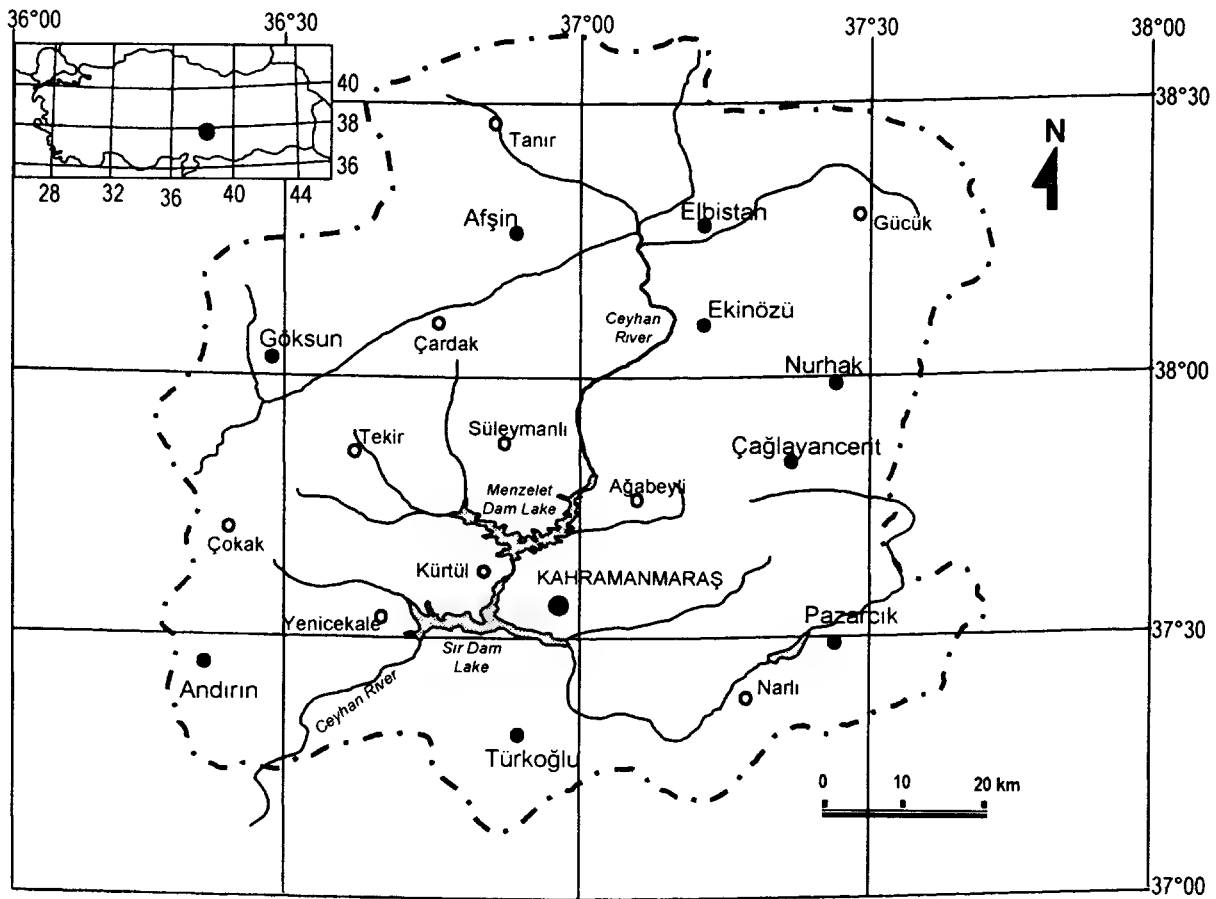 36°00
36°30
37°00
37°30
38°00
40
38
36
28 32 36 40 44
38°30
N
Tanır
Afşin
Elbistan
Gücük
Ceyhan
River
Ekinözü
Göksun
Çardak
Nurhak
38°00
Tekir
Süleymanlı
Çağlayancerit
Menzelet
Dam Lake
Ağabeyli
Çokak
Kürtül
KAHRAMANMARAŞ
Yenicekale
Pazarcık
37°30
Sır Dam
Lake
Andırın
Ceyhan River
Narlı
Türkoğlu
0 10 20 km
37°00